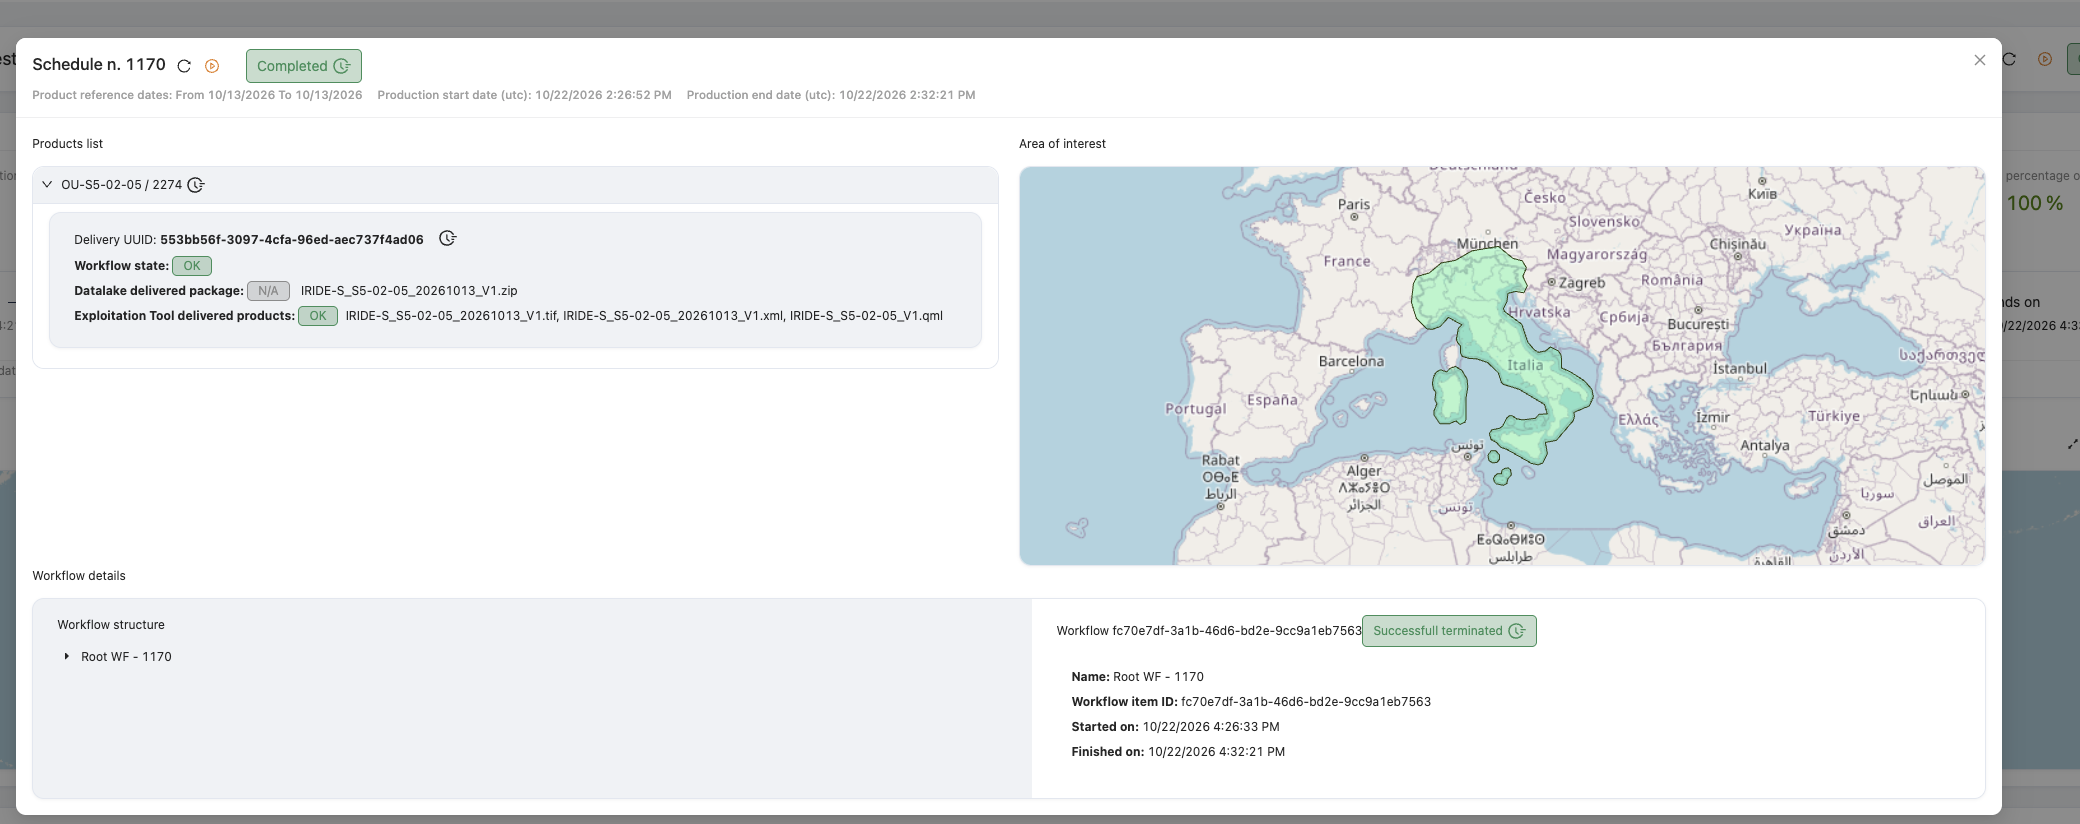 Schedule n. 1170 Completed
Product reference dates: From 10/13/2026 To 10/13/2026 Production start date (utc): 10/22/2026 2:26:52 PM Production end date (utc): 10/22/2026 2:32:21 PM
Products list
OU-S5-02-05 / 2274
Delivery UUID: 553bb56f-3097-4cfa-96ed-aec737f4ad06
Workflow state: OK
Datalake delivered package: N/A IRIDE-S_S5-02-05_20261013_V1.zip
Exploitation Tool delivered products: OK IRIDE-S_S5-02-05_20261013_V1.tif, IRIDE-S_S5-02-05_20261013_V1.xml, IRIDE-S_S5-02-05_V1.qml
Area of interest
Deutschland
Київ
Paris
Česko
Slovensko
Україна
München
Chișinău
France
Magyarország
Zagreb
România
Hrvatska
Србија
București
България
Barcelona
Italia
İstanbul
საქართველო
Portugal
España
Ελλάς
İzmir
Türkiye
Հայաստան
Antalya
تونس
Rabat
ⵔⴱⴰⵟ
الرباط
Alger
الجزائر
تونس
الموصل
سوريا
العراق
دمشق
الأردن
طرابلس
القاهرة
Workflow details
Workflow structure
Root WF - 1170
Workflow fc70e7df-3a1b-46d6-bd2e-9cc9a1eb7563 Successfull terminated
Name: Root WF - 1170
Workflow item ID: fc70e7df-3a1b-46d6-bd2e-9cc9a1eb7563
Started on: 10/22/2026 4:26:33 PM
Finished on: 10/22/2026 4:32:21 PM
percentage
100 %
on